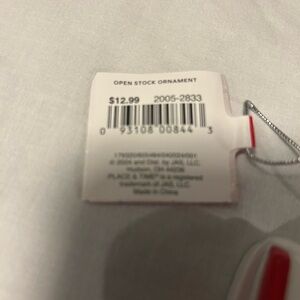 OPEN STOCK ORNAMENT
$12.99 2005-2833
0 93108 00844 3
© 2004 and Dist. by JAS, LLC.
Hudson, OH 44236
PLACE & TIME® is a registered
trademark of JAS, LLC.
Made in China